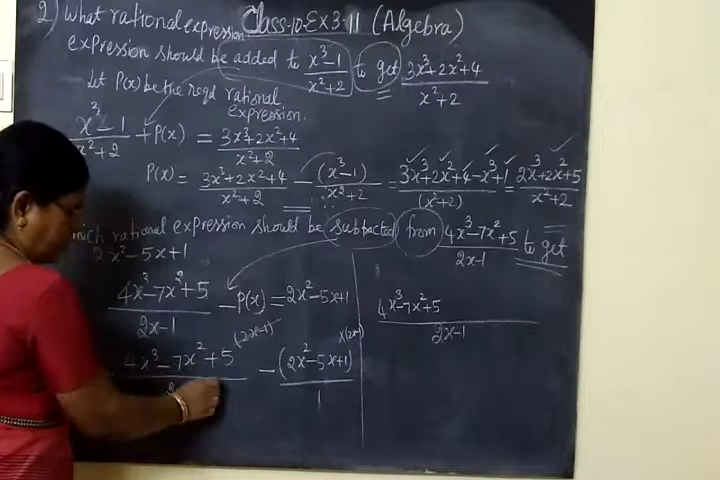 2) What rational expression Class-10-Ex 3.11 (Algebra)
expression should be added to x³-1/x²+2 to get 3x³+2x²+4/x²+2
Let P(x) be the reqd rational expression.
x³-1/x²+2 + P(x) = 3x³+2x²+4/x²+2
P(x) = 3x³+2x²+4/x²+2 - (x³-1)/x²+2 = 3x³+2x²+4-x³+1/(x²+2) = 2x³+2x²+5/x²+2
rational expression should be subtracted from 4x³-7x²+5/2x-1 to get
2x²-5x+1
4x³-7x²+5/2x-1 - P(x) = 2x²-5x+1
4x³-7x²+5 - (2x²-5x+1)/1
(2x-1)
x(2x-1)
4x³-7x²+5/2x-1